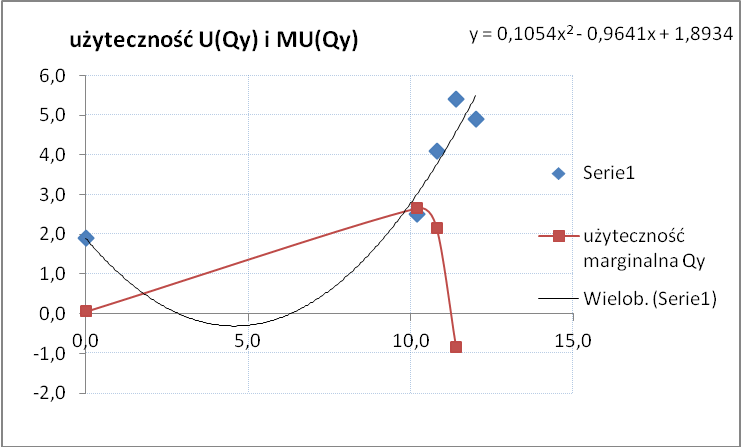 użyteczność U(Qy) i MU(Qy)
y = 0,1054x² - 0,9641x + 1,8934
6,0
5,0
4,0
3,0
2,0
1,0
0,0
-1,0
-2,0
0,0 5,0 10,0 15,0
Serie1
użyteczność
marginalna Qy
Wielob. (Serie1)